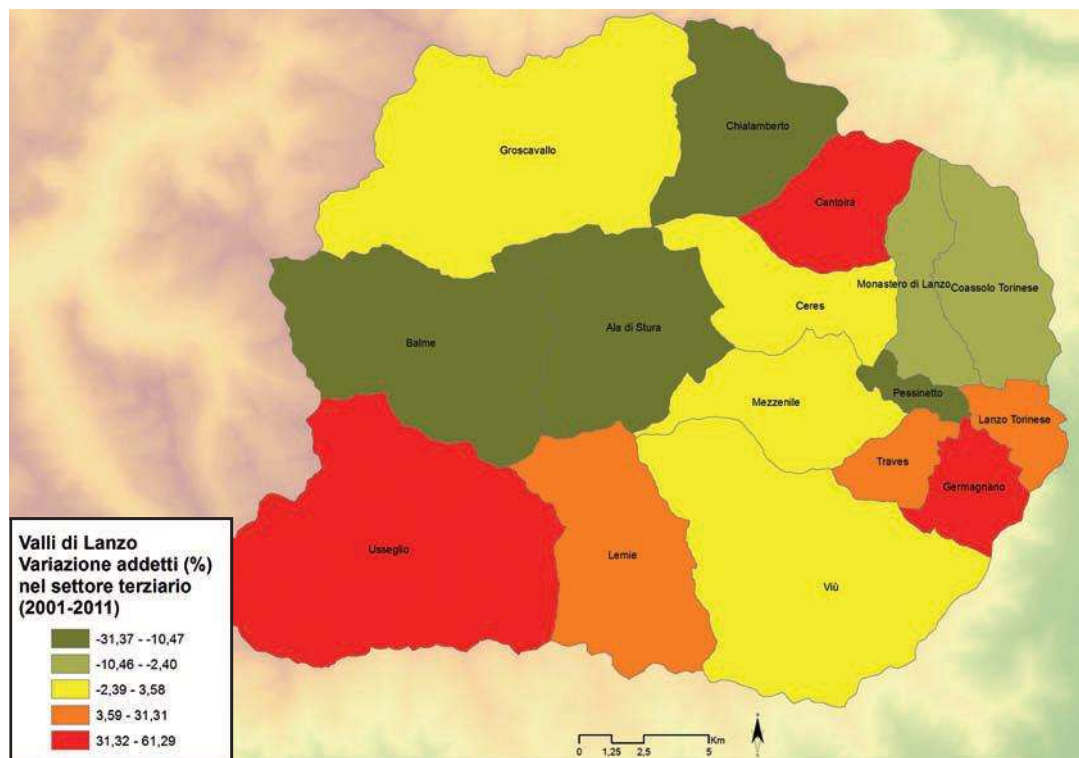 Chialamberto
Groscavallo
Cantoira
Monastero di Lanzo
Coassolo Torinese
Ceres
Ala di Stura
Balme
Pessinetto
Mezzenile
Lanzo Torinese
Traves
Germagnano
Usseglio
Lemie
Viù
Valli di Lanzo
Variazione addetti (%)
nel settore terziario
(2001-2011)
-31,37 - -10,47
-10,46 - -2,40
-2,39 - 3,58
3,59 - 31,31
31,32 - 61,29
Km
0 1,25 2,5 5